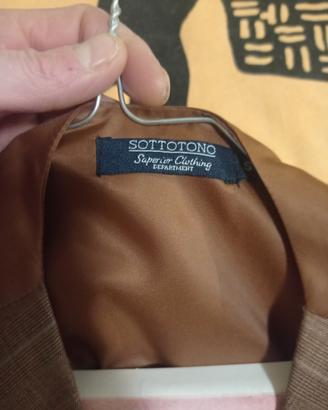 SOTTOTONO
Superior Clothing
DEPARTMENT